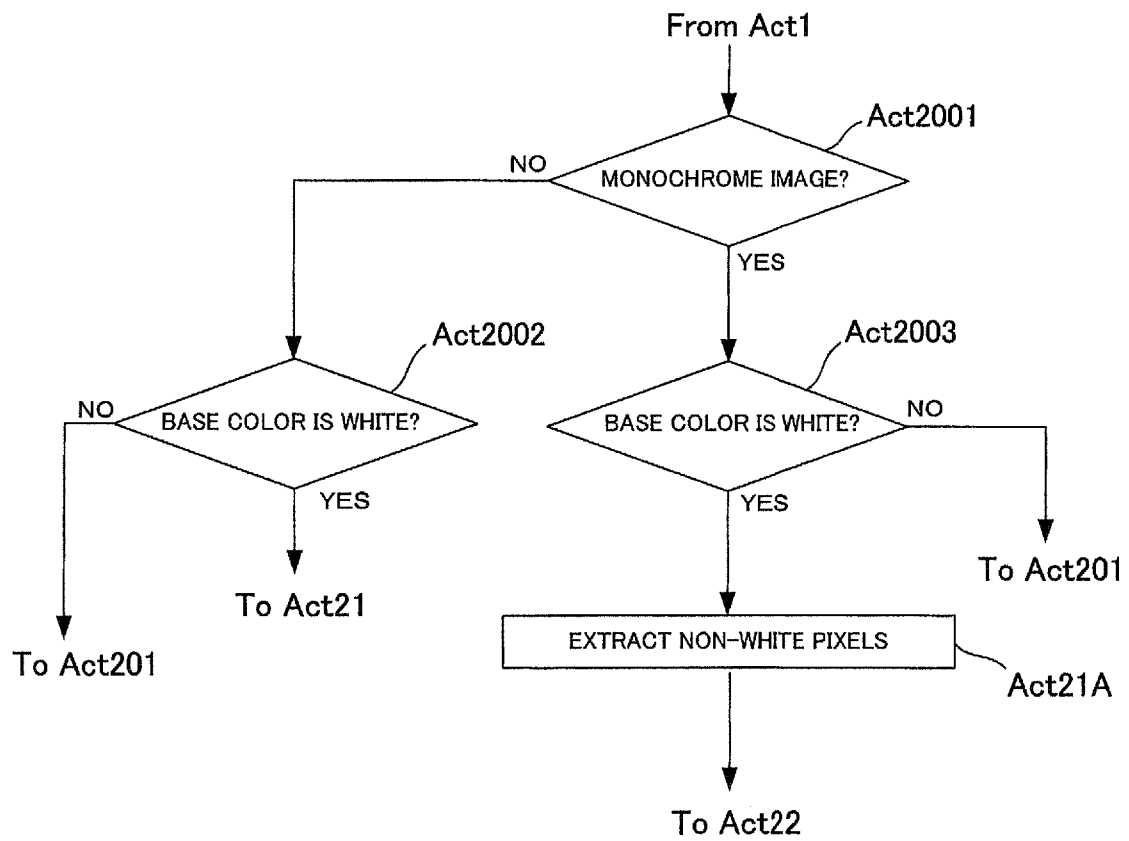 From Act1
Act2001
NO
MONOCHROME IMAGE?
YES
Act2002
Act2003
NO
BASE COLOR IS WHITE?
BASE COLOR IS WHITE?
NO
YES
YES
To Act201
To Act21
EXTRACT NON-WHITE PIXELS
To Act201
Act21A
To Act22